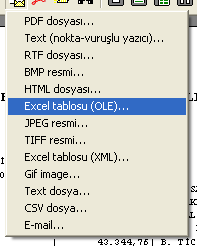 PDF dosyası...
Text (nokta-vuruşlu yazıcı)...
RTF dosyası...
BMP resmi...
HTML dosyası...
Excel tablosu (OLE)...
JPEG resmi...
TIFF resmi...
Excel tablosu (XML)...
Gif image...
Text dosya...
CSV dosya...
E-mail...
43.344,76| B. TIC